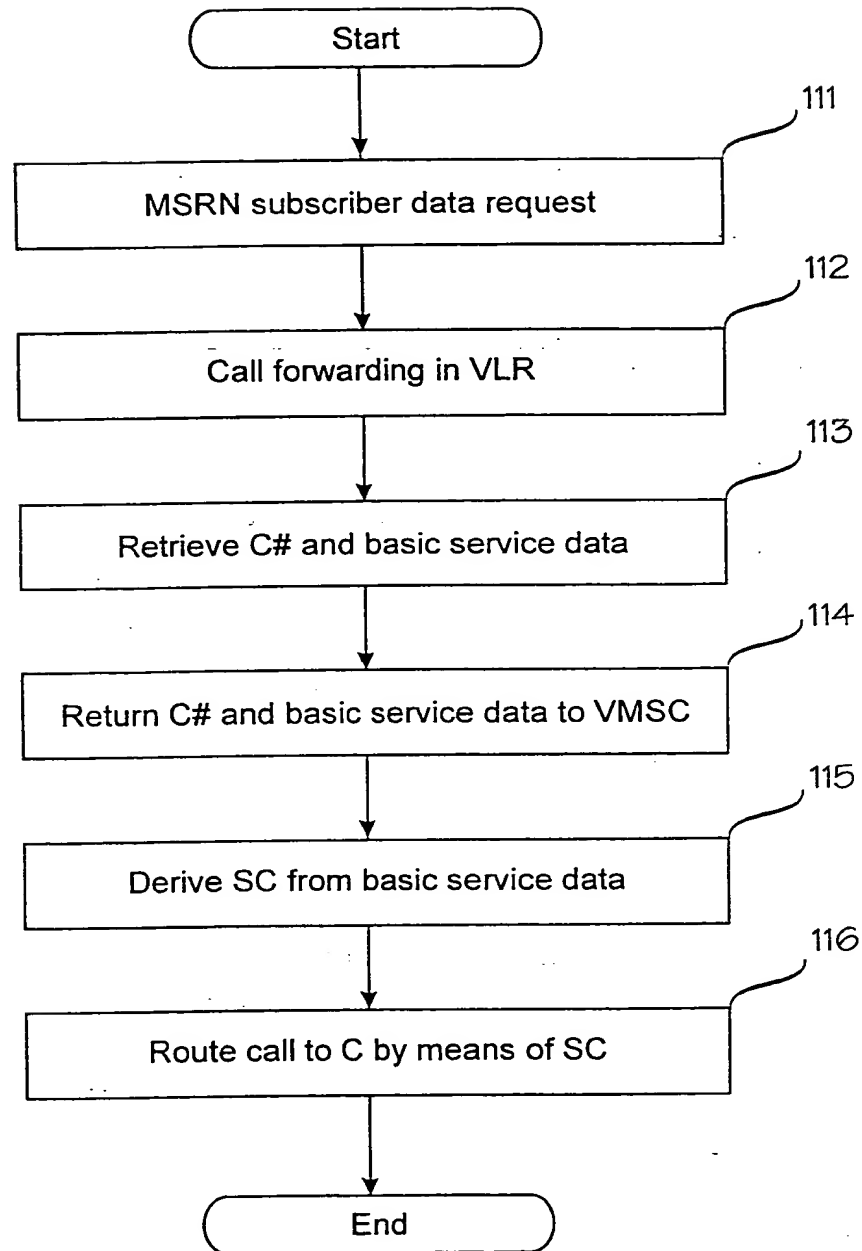 Start
111
MSRN subscriber data request
112
Call forwarding in VLR
113
Retrieve C# and basic service data
114
Return C# and basic service data to VMSC
115
Derive SC from basic service data
116
Route call to C by means of SC
End